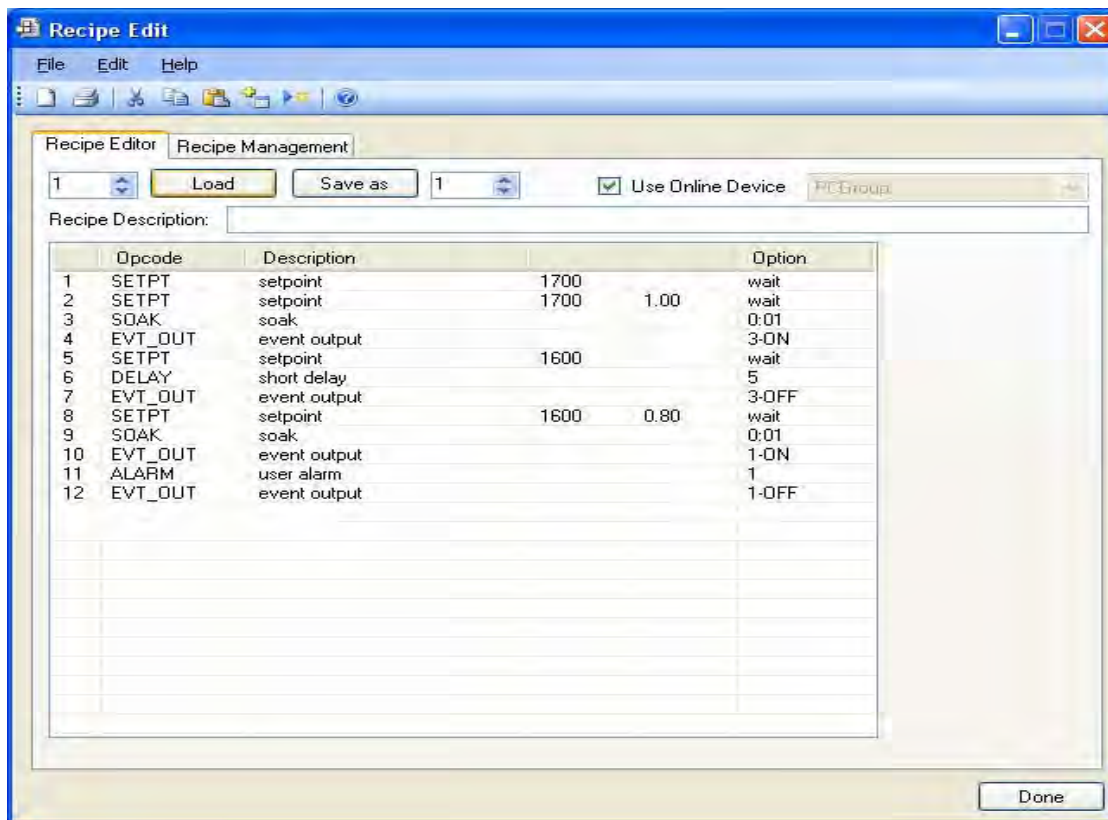 Recipe Edit
File Edit Help
Recipe Editor Recipe Management
1 Load Save as 1 Use Online Device PCGroup
Recipe Description:
Opcode Description Option
1 SETPT setpoint 1700 wait
2 SETPT setpoint 1700 1.00 wait
3 SOAK soak 0:01
4 EVT_OUT event output 3-ON
5 SETPT setpoint 1600 wait
6 DELAY short delay 5
7 EVT_OUT event output 3-OFF
8 SETPT setpoint 1600 0.80 wait
9 SOAK soak 0:01
10 EVT_OUT event output 1-ON
11 ALARM user alarm 1
12 EVT_OUT event output 1-OFF
Done